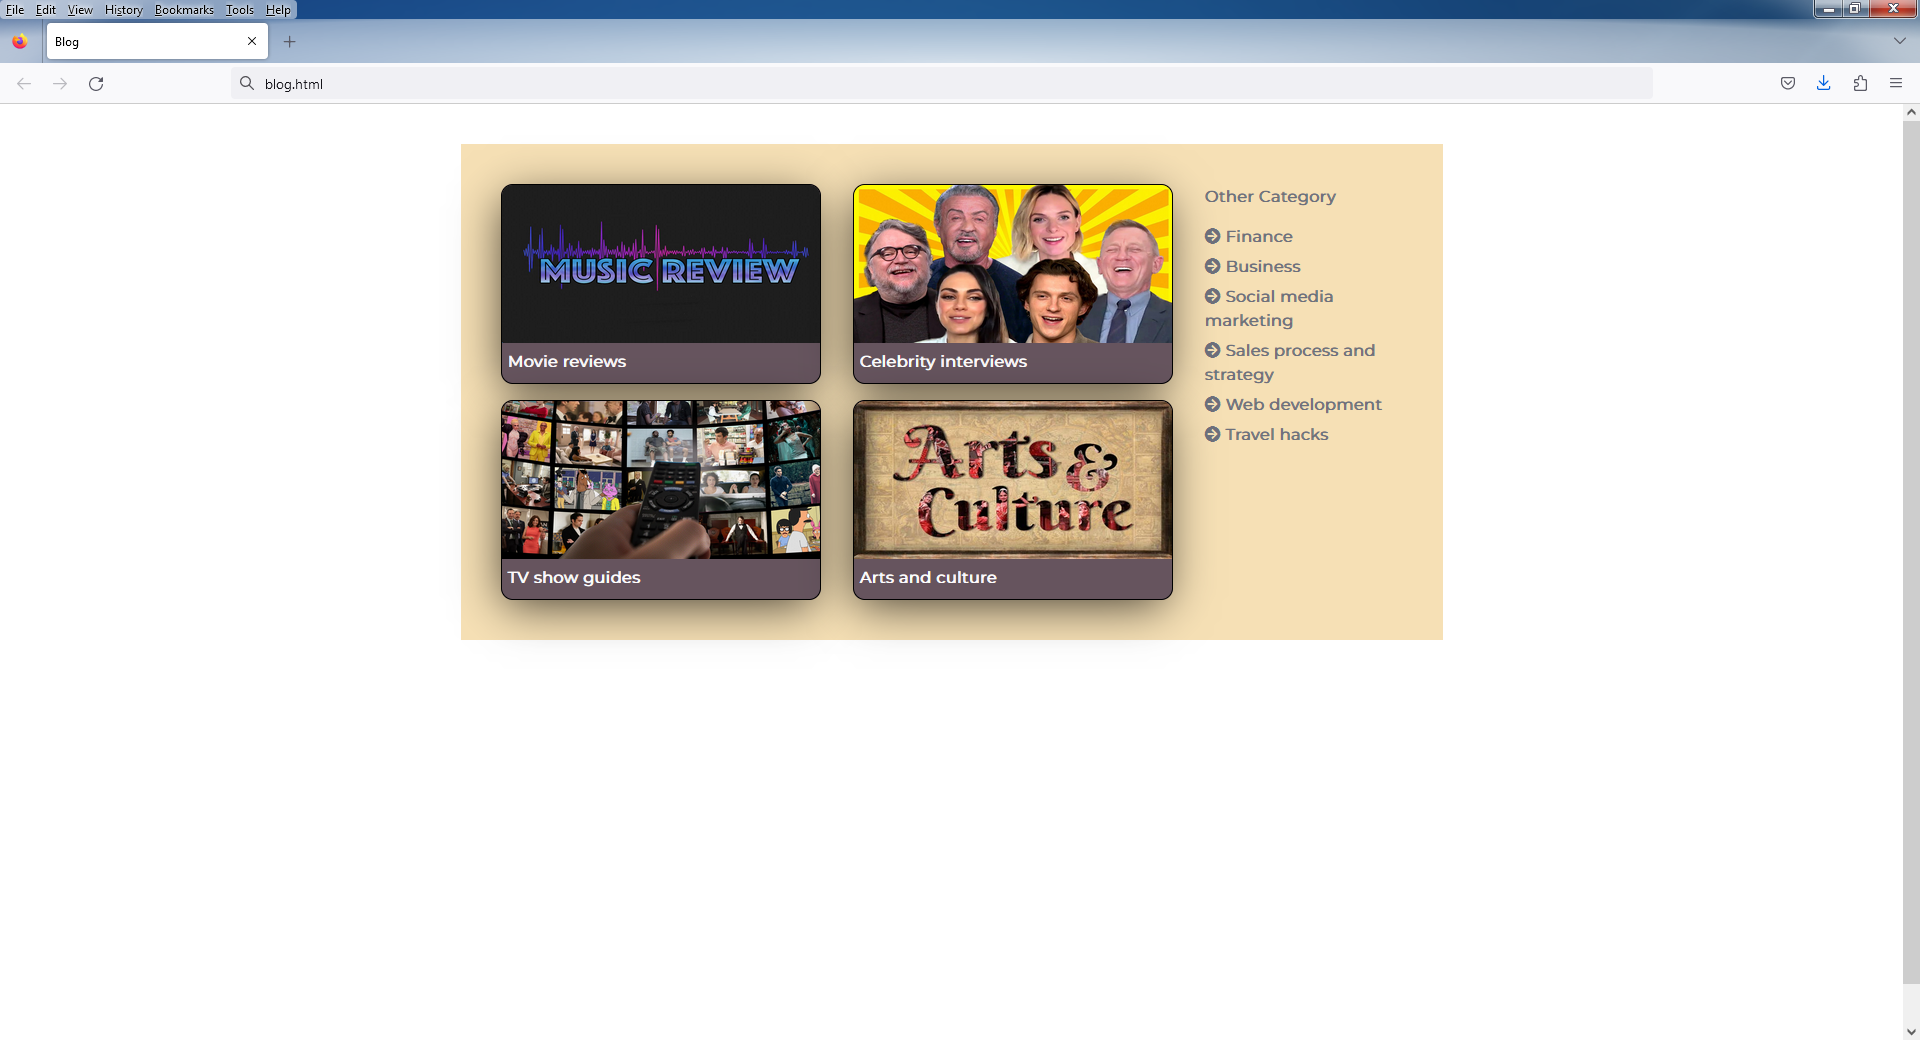 File Edit View History Bookmarks Tools Help
Blog
blog.html
MUSIC REVIEW
Movie reviews
Celebrity interviews
TV show guides
Arts &
Culture
Arts and culture
Other Category
Finance
Business
Social media
marketing
Sales process and
strategy
Web development
Travel hacks